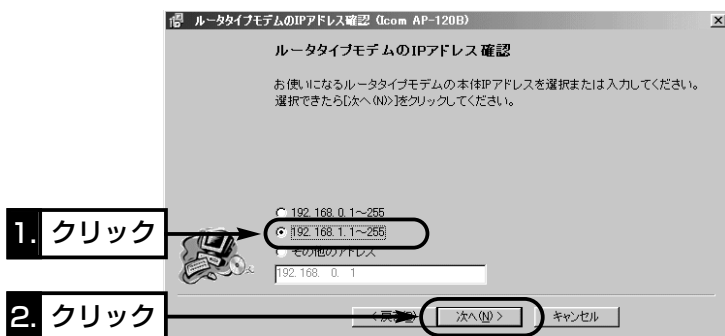 ルータタイプモデムのIPアドレス確認 (Icom AP-120B)
ルータタイプモデムのIPアドレス確認
お使いになるルータタイプモデムの本体IPアドレスを選択または入力してください。
選択できたら[次へ(N)>]をクリックしてください。
192.168.0.1～255
1. クリック
192.168.1.1～255
その他のアドレス
192.168. 0. 1
2. クリック
< 戻る(B)
次へ(N) >
キャンセル